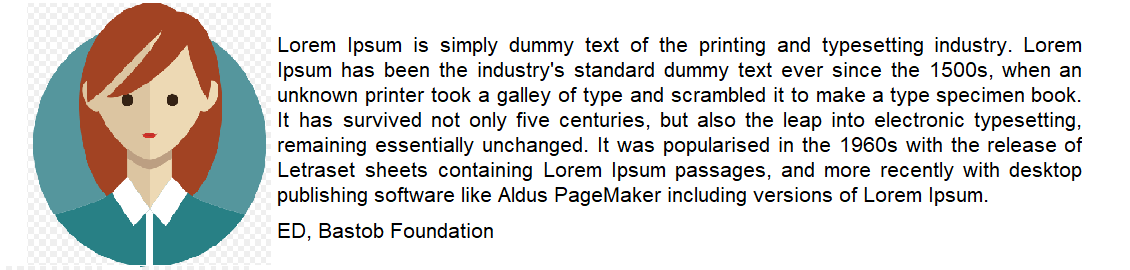 Lorem Ipsum is simply dummy text of the printing and typesetting industry. Lorem
Ipsum has been the industry's standard dummy text ever since the 1500s, when an
unknown printer took a galley of type and scrambled it to make a type specimen book.
It has survived not only five centuries, but also the leap into electronic typesetting,
remaining essentially unchanged. It was popularised in the 1960s with the release of
Letraset sheets containing Lorem Ipsum passages, and more recently with desktop
publishing software like Aldus PageMaker including versions of Lorem Ipsum.
ED, Bastob Foundation